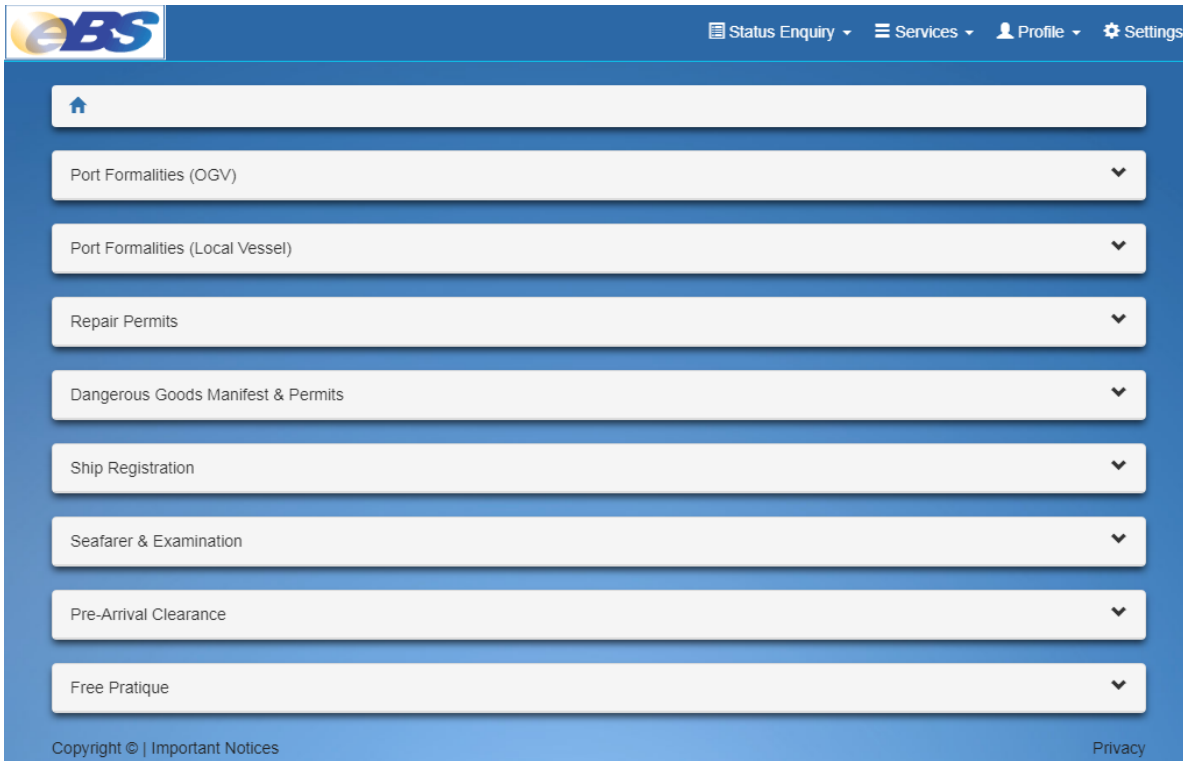 eBS
Status Enquiry Services Profile Settings
Port Formalities (OGV)
Port Formalities (Local Vessel)
Repair Permits
Dangerous Goods Manifest & Permits
Ship Registration
Seafarer & Examination
Pre-Arrival Clearance
Free Pratique
Copyright © | Important Notices Privacy